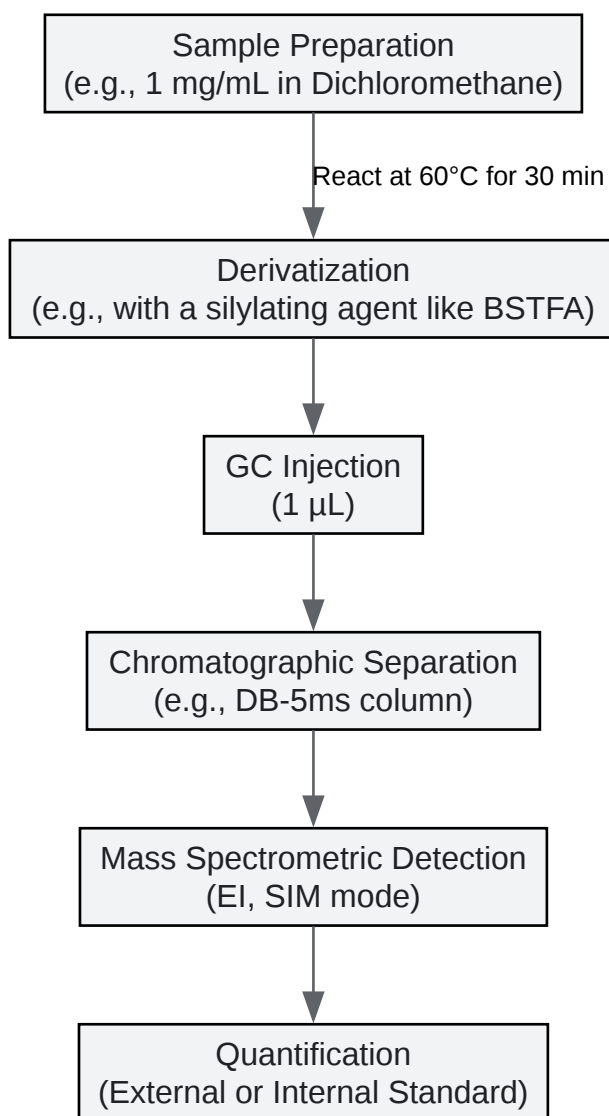 Sample Preparation
(e.g., 1 mg/mL in Dichloromethane)
React at 60°C for 30 min
Derivatization
(e.g., with a silylating agent like BSTFA)
GC Injection
(1 µL)
Chromatographic Separation
(e.g., DB-5ms column)
Mass Spectrometric Detection
(EI, SIM mode)
Quantification
(External or Internal Standard)